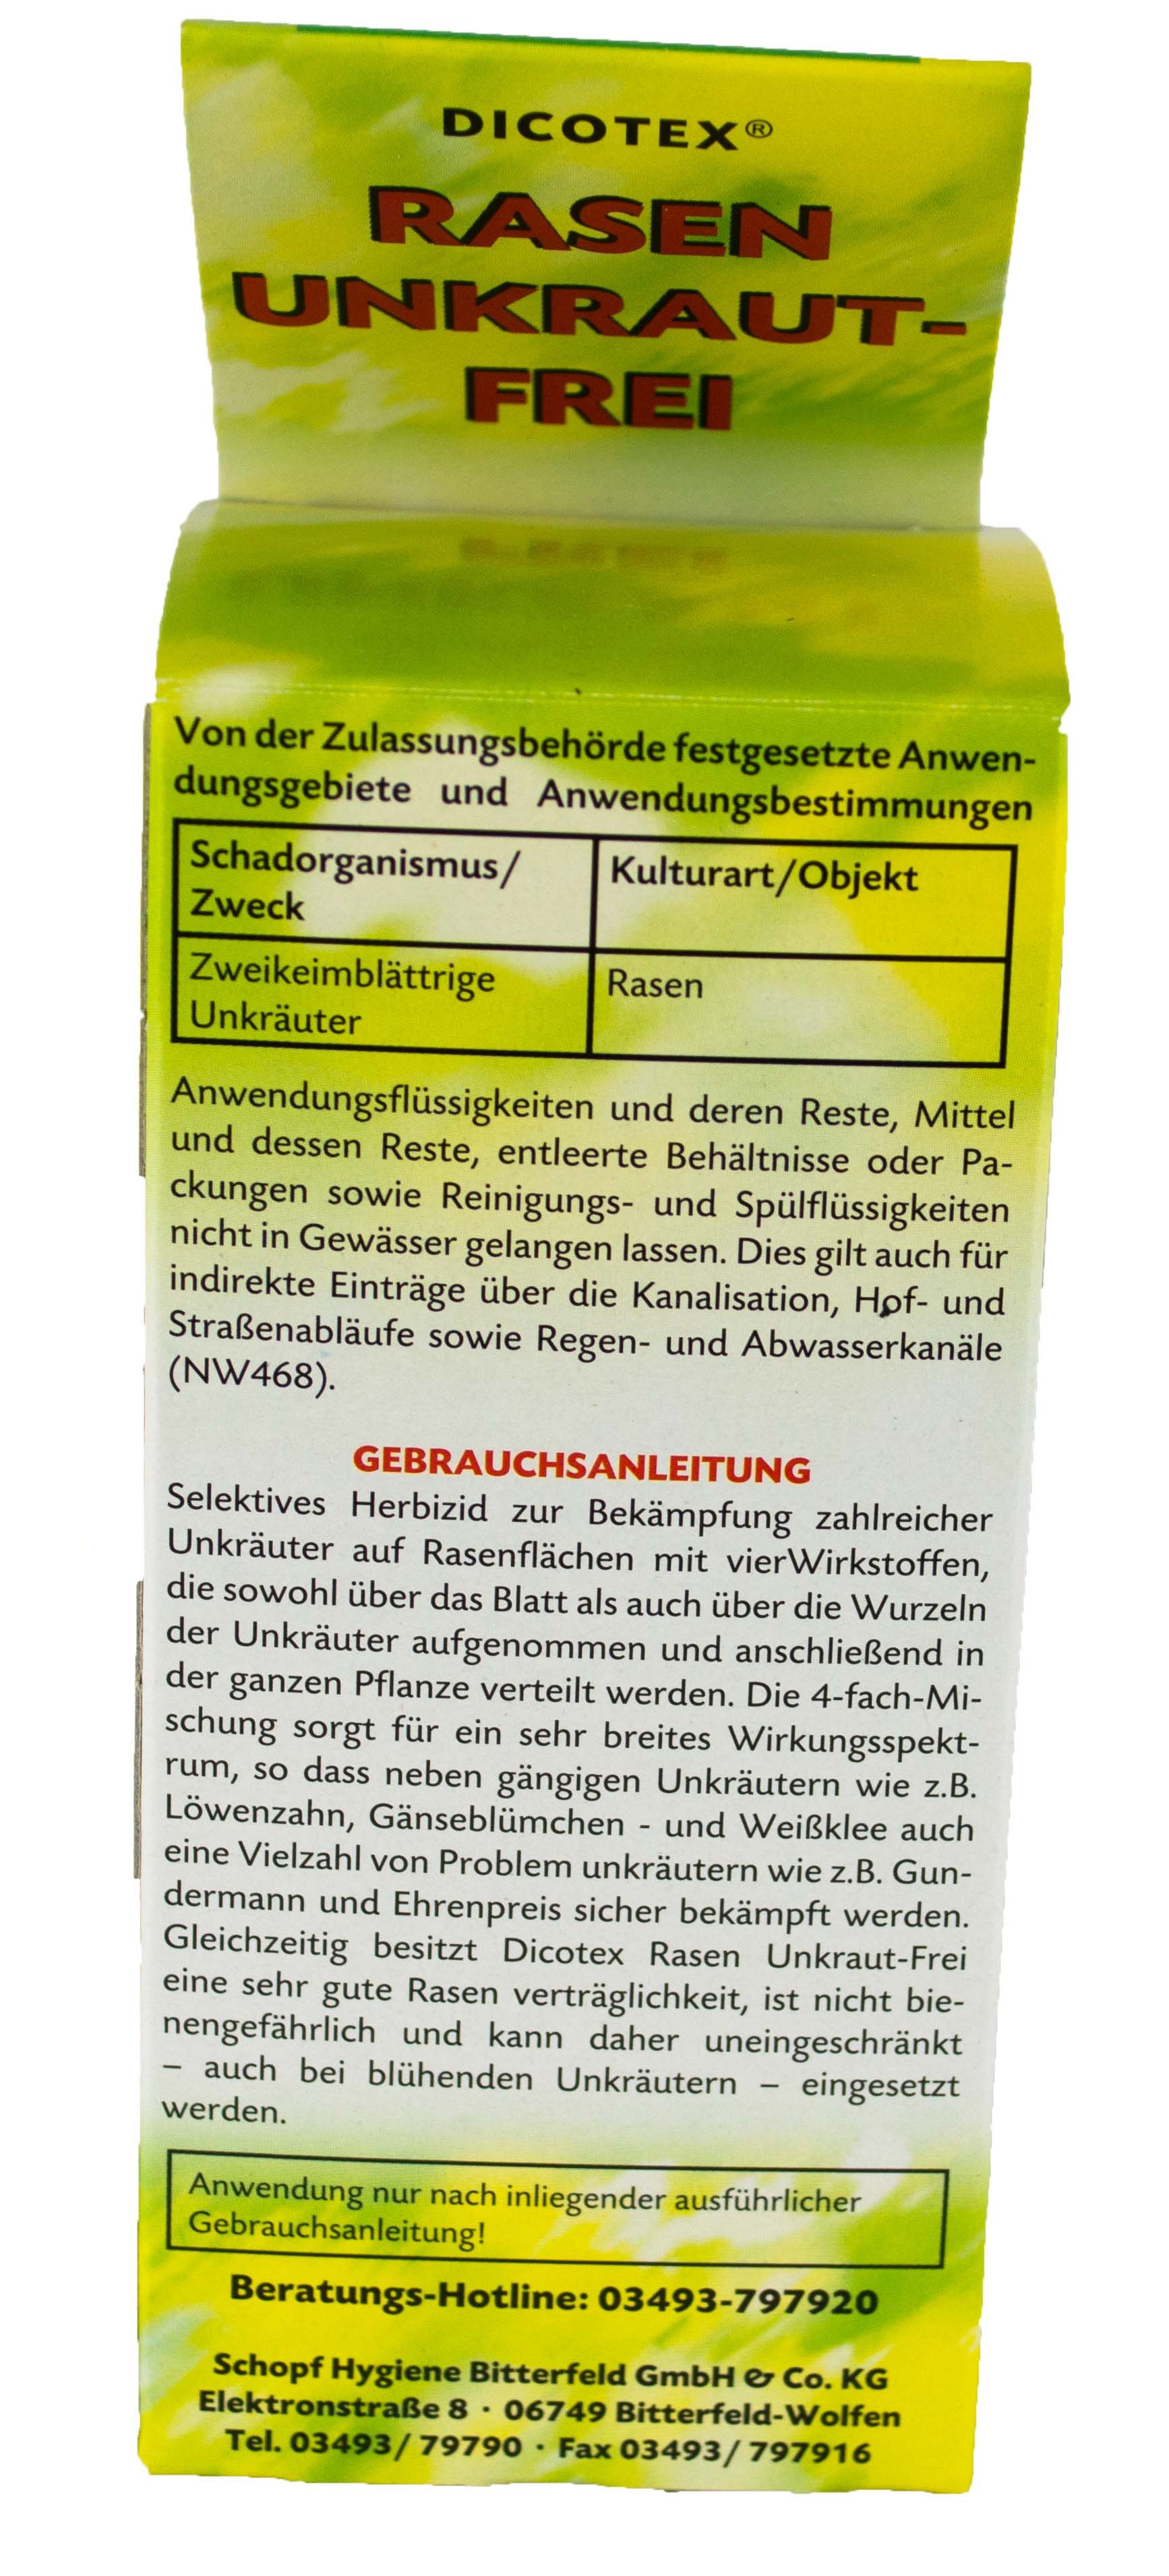 DICOTEX®
RASEN
UNKRAUT-
FREI
Von der Zulassungsbehörde festgesetzte Anwen-
dungsgebiete und Anwendungsbestimmungen
Schadorganismus/
Zweck
Kulturart/Objekt
Zweikeimblättrige
Unkräuter
Rasen
Anwendungsflüssigkeiten und deren Reste, Mittel
und dessen Reste, entleerte Behältnisse oder Pa-
ckungen sowie Reinigungs- und Spülflüssigkeiten
nicht in Gewässer gelangen lassen. Dies gilt auch für
indirekte Einträge über die Kanalisation, Hof- und
Straßenabläufe sowie Regen- und Abwasserkanäle
(NW468).
GEBRAUCHSANLEITUNG
Selektives Herbizid zur Bekämpfung zahlreicher
Unkräuter auf Rasenflächen mit vierWirkstoffen,
die sowohl über das Blatt als auch über die Wurzeln
der Unkräuter aufgenommen und anschließend in
der ganzen Pflanze verteilt werden. Die 4-fach-Mi-
schung sorgt für ein sehr breites Wirkungsspekt-
rum, so dass neben gängigen Unkräutern wie z.B.
Löwenzahn, Gänseblümchen - und Weißklee auch
eine Vielzahl von Problem unkräutern wie z.B. Gun-
dermann und Ehrenpreis sicher bekämpft werden.
Gleichzeitig besitzt Dicotex Rasen Unkraut-Frei
eine sehr gute Rasen verträglichkeit, ist nicht bie-
nengefährlich und kann daher uneingeschränkt
– auch bei blühenden Unkräutern – eingesetzt
werden.
Anwendung nur nach inliegender ausführlicher
Gebrauchsanleitung!
Beratungs-Hotline: 03493-797920
Schopf Hygiene Bitterfeld GmbH & Co. KG
Elektronstraße 8 · 06749 Bitterfeld-Wolfen
Tel. 03493/ 79790 · Fax 03493/ 797916